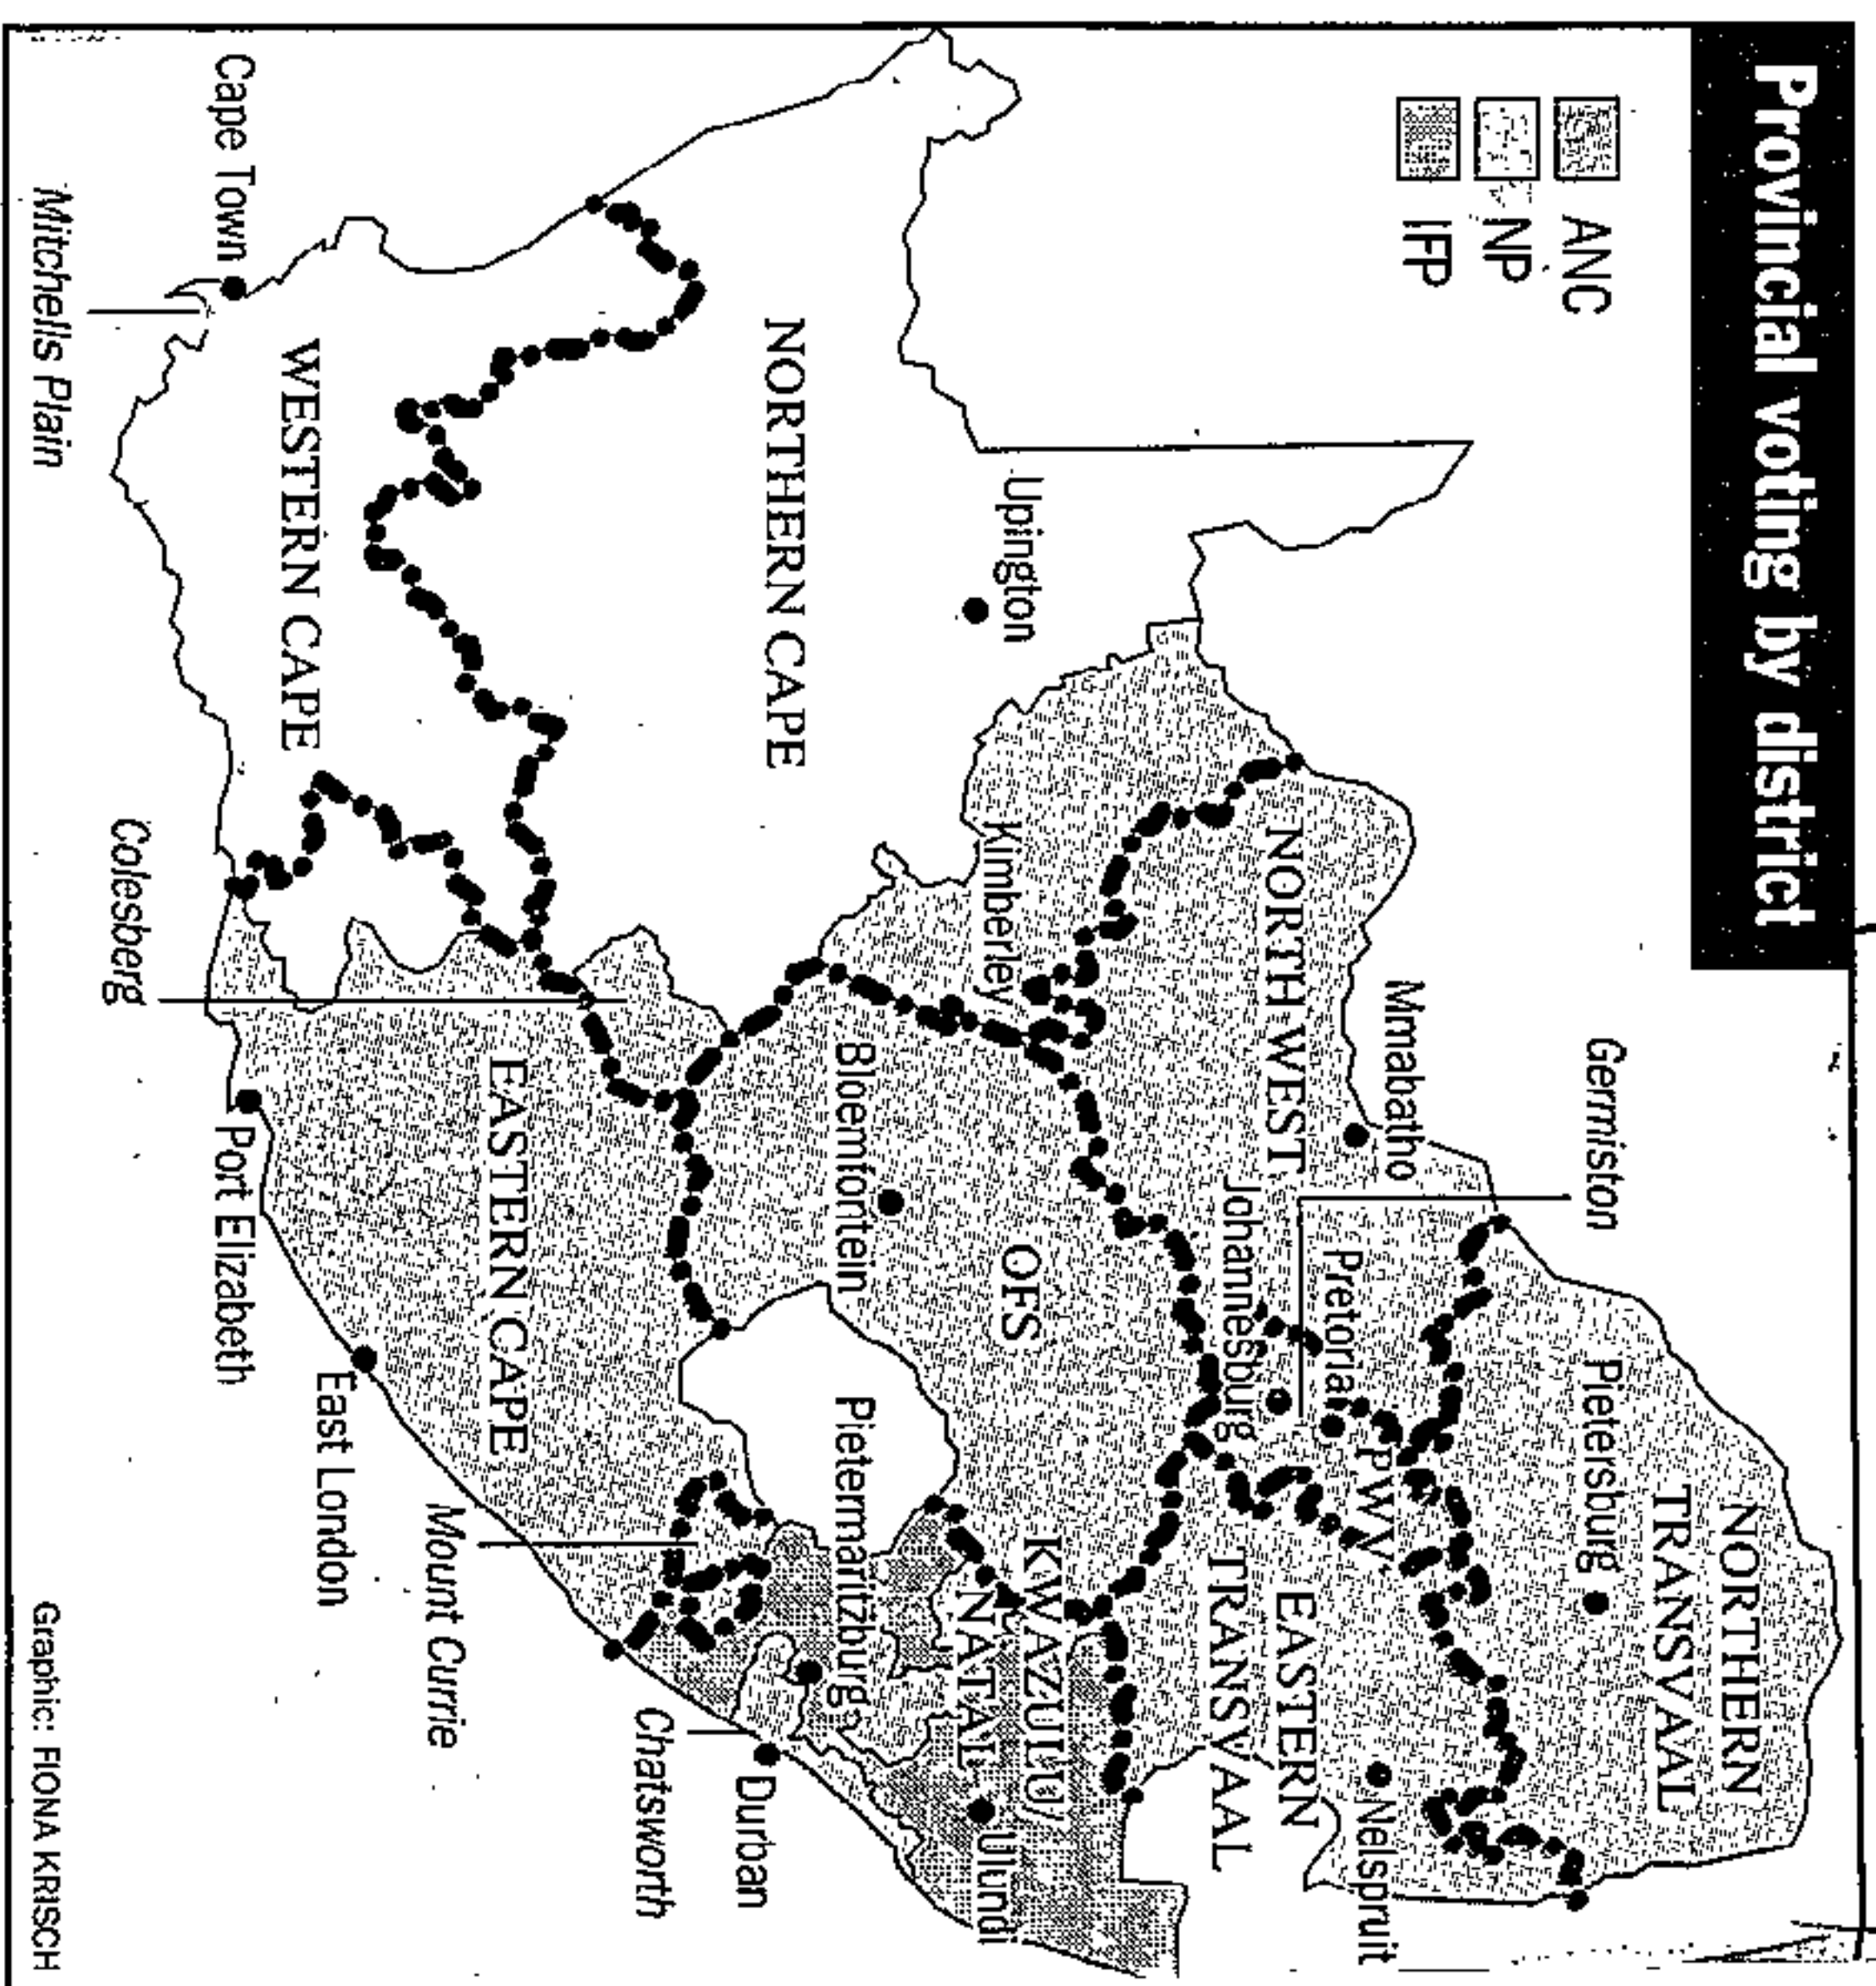 Provincial voting by district
ANC
NP
IFP
NORTHERN
TRANSVAAL
Pietersburg
Germiston
Mmabatho
Pretoria
PWV
Nelspruit
NORTH WEST
Johannesburg
EASTERN
TRANSVAAL
Upington
Kimberley
OFS
KWAZULU/
NATAL
Ulundi
NORTHERN CAPE
Bloemfontein
Pietermaritzburg
Durban
Chatsworth
EASTERN CAPE
Mount Currie
WESTERN CAPE
East London
Cape Town
Port Elizabeth
Colesberg
Mitchells Plain
Graphic: FIONA KRISCH